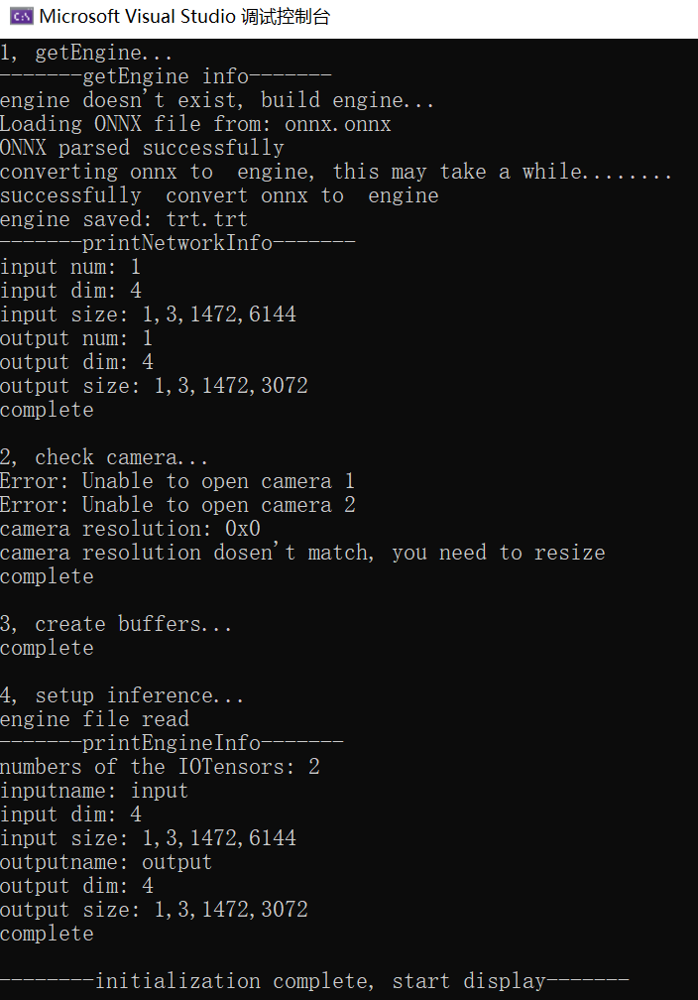 Microsoft Visual Studio 调试控制台
1, getEngine...
-------getEngine info-------
engine doesn't exist, build engine...
Loading ONNX file from: onnx.onnx
ONNX parsed successfully
converting onnx to  engine, this may take a while........
successfully  convert onnx to  engine
engine saved: trt.trt
-------printNetworkInfo-------
input num: 1
input dim: 4
input size: 1,3,1472,6144
output num: 1
output dim: 4
output size: 1,3,1472,3072
complete
2, check camera...
Error: Unable to open camera 1
Error: Unable to open camera 2
camera resolution: 0x0
camera resolution dosen't match, you need to resize
complete
3, create buffers...
complete
4, setup inference...
engine file read
-------printEngineInfo-------
numbers of the IOTensors: 2
inputname: input
input dim: 4
input size: 1,3,1472,6144
outputname: output
output dim: 4
output size: 1,3,1472,3072
complete
--------initialization complete, start display-------